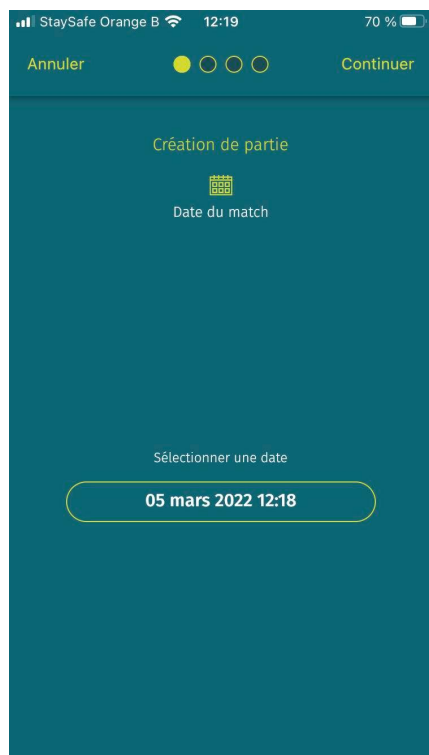 StaySafe Orange B 12:19 70 %
Annuler Continuer
Création de partie
Date du match
Sélectionner une date
05 mars 2022 12:18